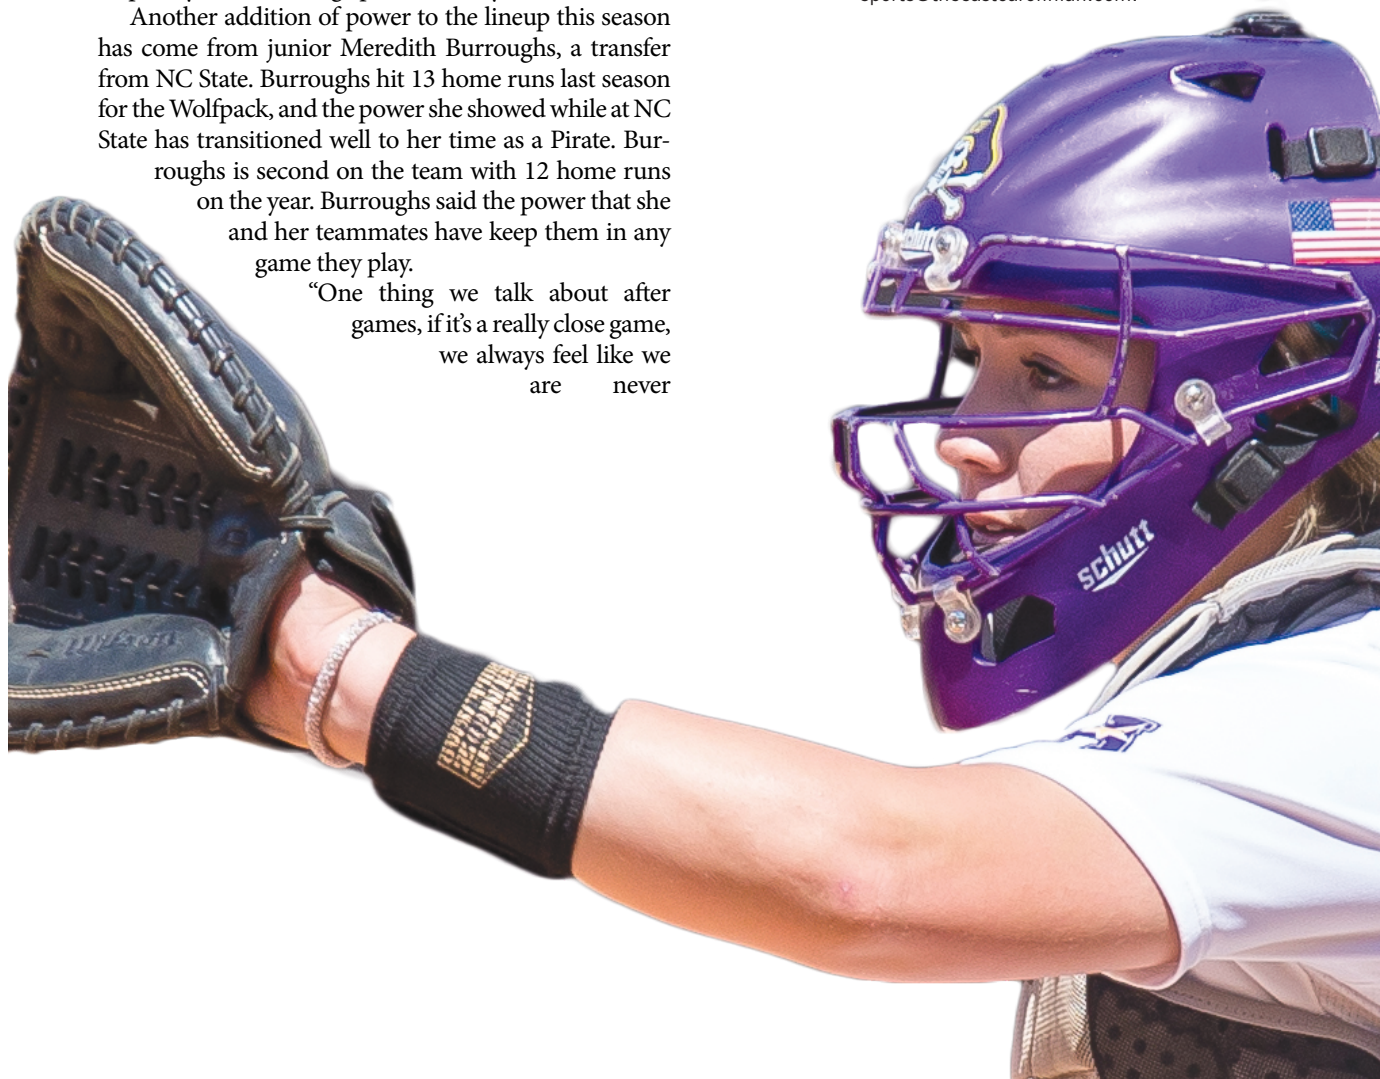 Another addition of power to the lineup this season
has come from junior Meredith Burroughs, a transfer
from NC State. Burroughs hit 13 home runs last season
for the Wolfpack, and the power she showed while at NC
State has transitioned well to her time as a Pirate. Bur-
roughs is second on the team with 12 home runs
on the year. Burroughs said the power that she
and her teammates have keep them in any
game they play.
“One thing we talk about after
games, if it’s a really close game,
we always feel like we
are never
schutt
schutt
Wilson